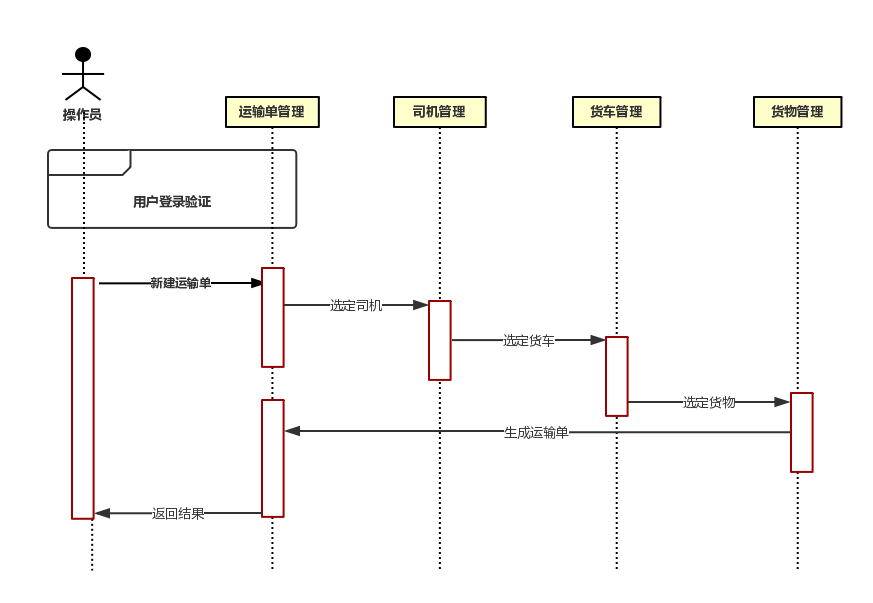 操作员
运输单管理
司机管理
货车管理
货物管理
用户登录验证
新建运输单
选定司机
选定货车
选定货物
生成运输单
返回结果